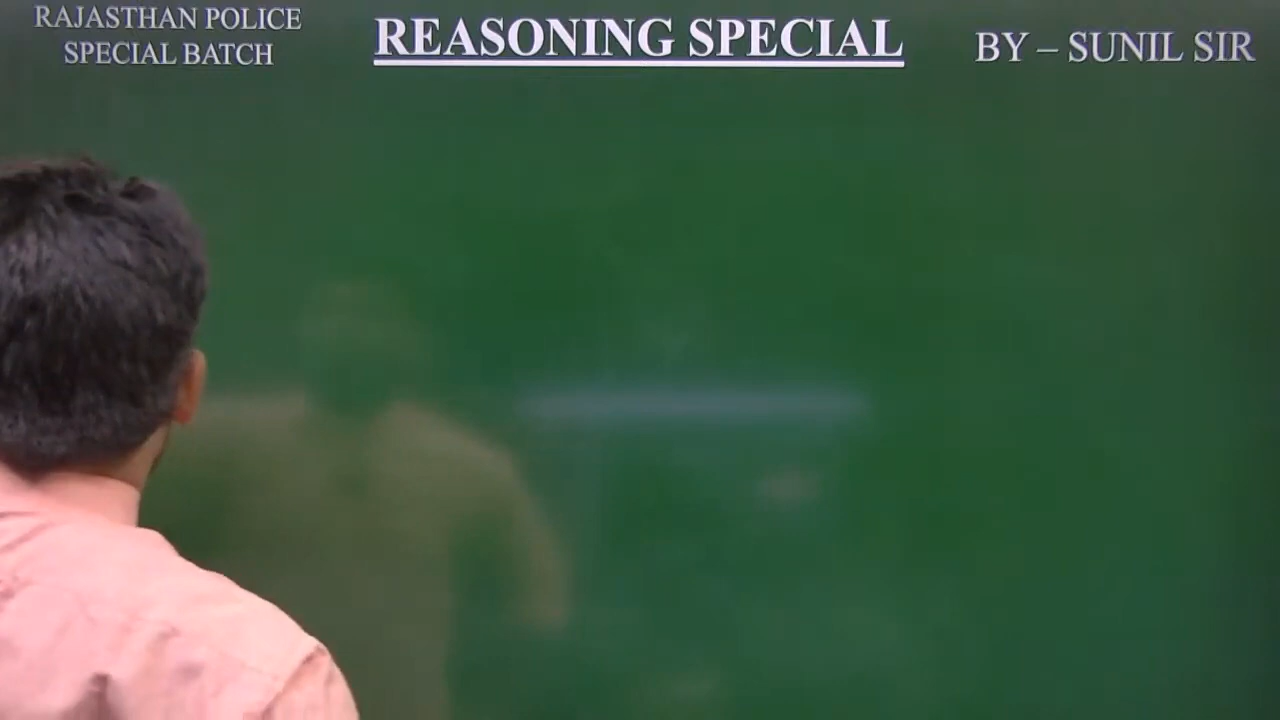 RAJASTHAN POLICE
SPECIAL BATCH
REASONING SPECIAL
BY – SUNIL SIR